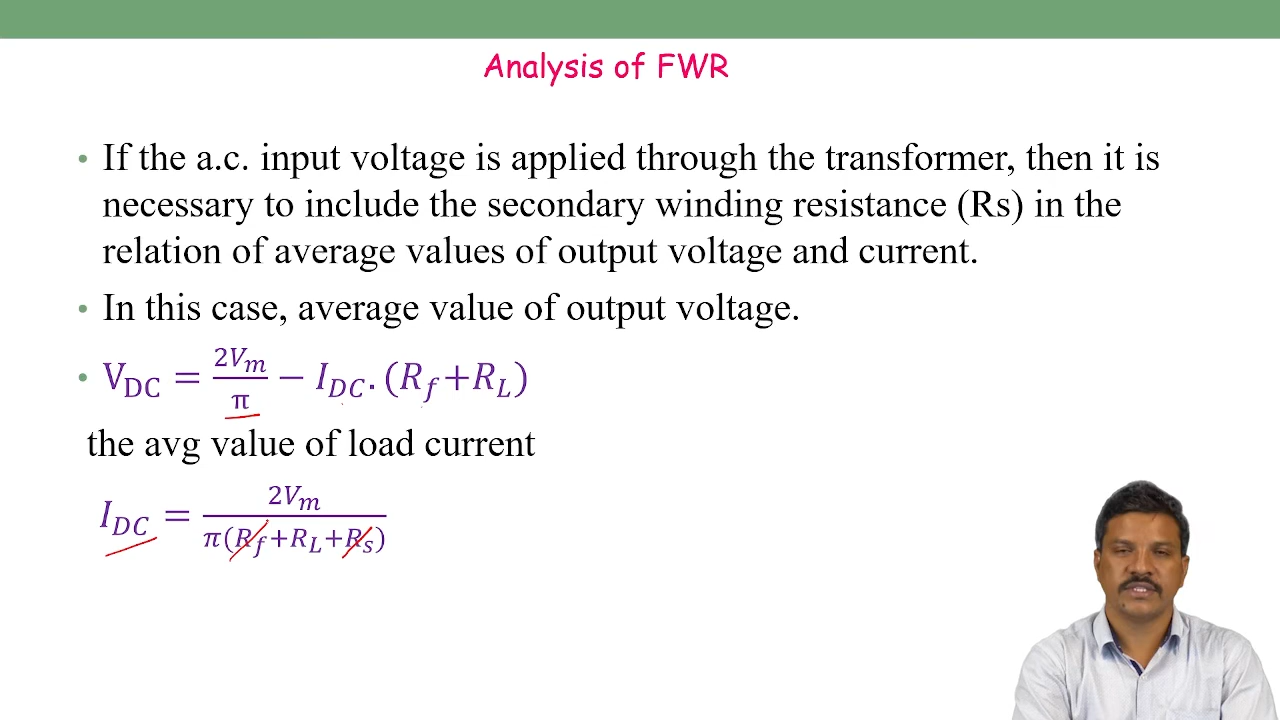 Analysis of FWR
• If the a.c. input voltage is applied through the transformer, then it is
necessary to include the secondary winding resistance (Rs) in the
relation of average values of output voltage and current.
• In this case, average value of output voltage.
• V_DC = 2V_m/π − I_DC.(R_f+R_L)
the avg value of load current
I_DC = 2V_m/π(R_f+R_L+R_s)